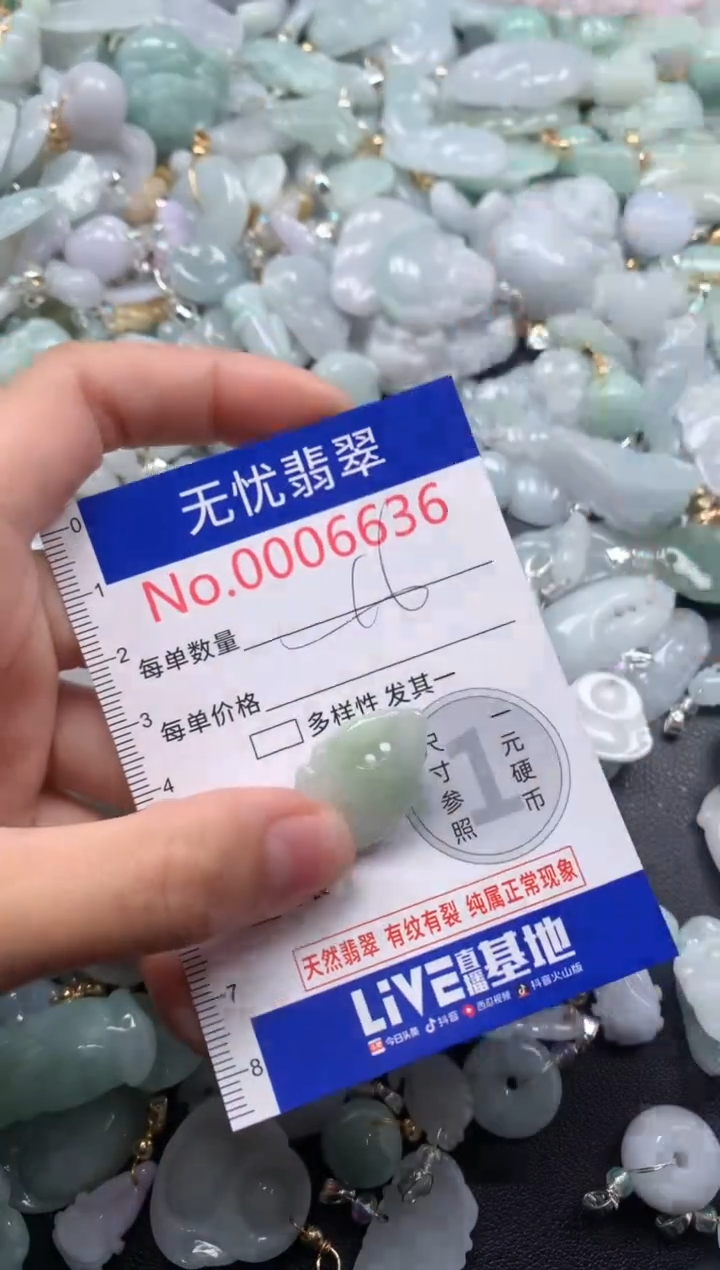 无忧翡翠
No.0006636
0
1
2
每单数量
3
每单价格
多样性 发其一
4
1
一元硬币
尺寸参照
天然翡翠 有纹有裂 纯属正常现象
7
LiVE直播基地
8
今日头条 抖音 西瓜视频 抖音火山版